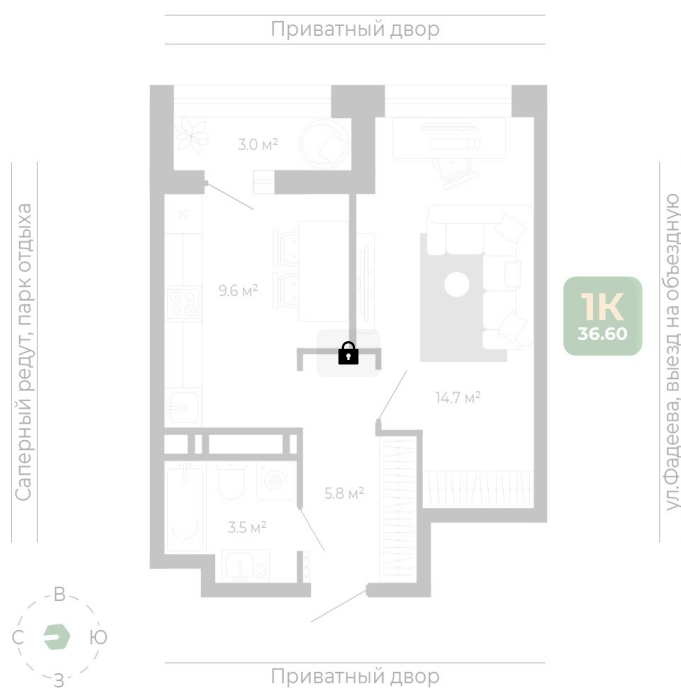 Приватный двор
3.0 м²
Саперный редут, парк отдыха
ул.Фадеева, выезд на объездную
9.6 м²
1К
36.60
14.7 м²
5.8 м²
3.5 м²
В
С
Ю
З
Приватный двор